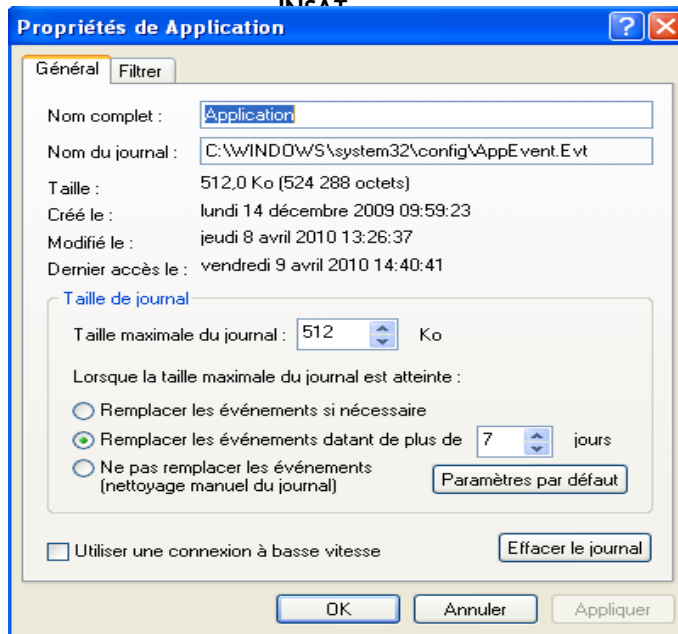 INSAT
Propriétés de Application
Général Filtrer
Nom complet : Application
Nom du journal : C:\WINDOWS\system32\config\AppEvent.Evt
Taille : 512,0 Ko (524 288 octets)
Créé le : lundi 14 décembre 2009 09:59:23
Modifié le : jeudi 8 avril 2010 13:26:37
Dernier accès le : vendredi 9 avril 2010 14:40:41
Taille de journal
Taille maximale du journal : 512 Ko
Lorsque la taille maximale du journal est atteinte :
Remplacer les événements si nécessaire
Remplacer les événements datant de plus de 7 jours
Ne pas remplacer les événements
(nettoyage manuel du journal)
Paramètres par défaut
Utiliser une connexion à basse vitesse
Effacer le journal
OK Annuler Appliquer